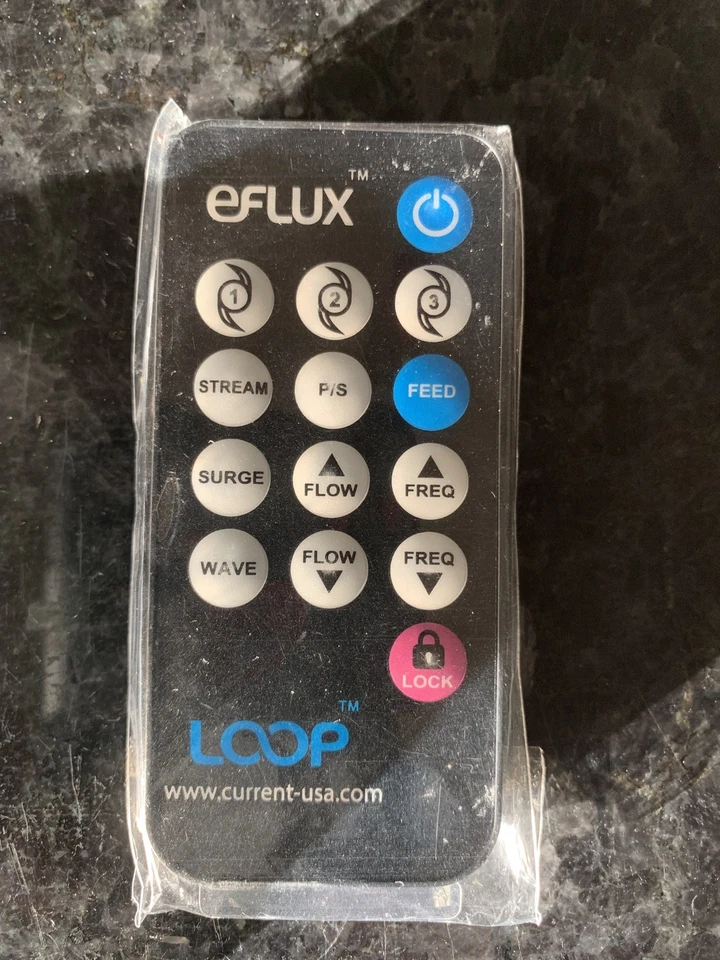 eFLUX™
1 2 3
STREAM P/S FEED
SURGE FLOW FREQ
WAVE FLOW FREQ
LOCK
LOOP™
www.current-usa.com